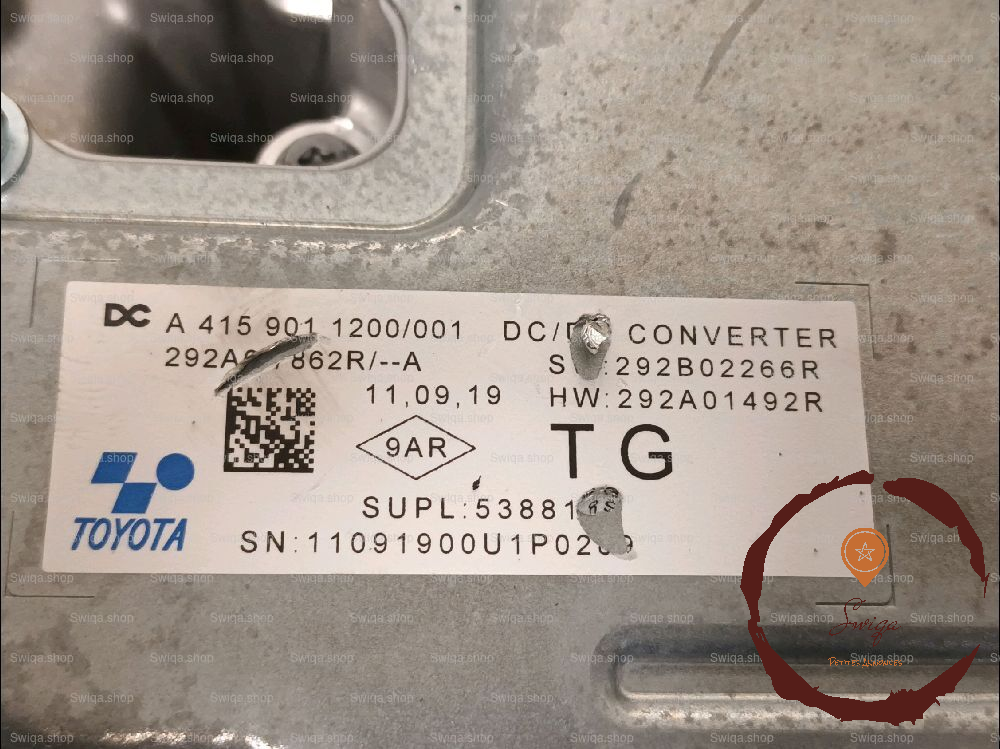 DC A 415 901 1200/001 DC/ CONVERTER
862R/--A :292B02266R
11,09,19 HW:292A01492R
9AR TG
TOYOTA SUPL:53881
SN:11091900U1P02
Swiqa
Swiqa.shop